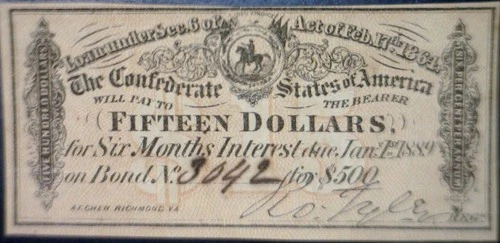 Loan under Sec. 6 of Act of Feb. 17th 1864.
The Confederate States of America
WILL PAY TO THE BEARER
FIVE HUNDRED DOLLARS
FIFTEEN DOLLARS,
for Six Months Interest due Jan. 1st 1889
on Bond No. 3042 for $500.
Ro. Tyler
ARCHER RICHMOND VA.